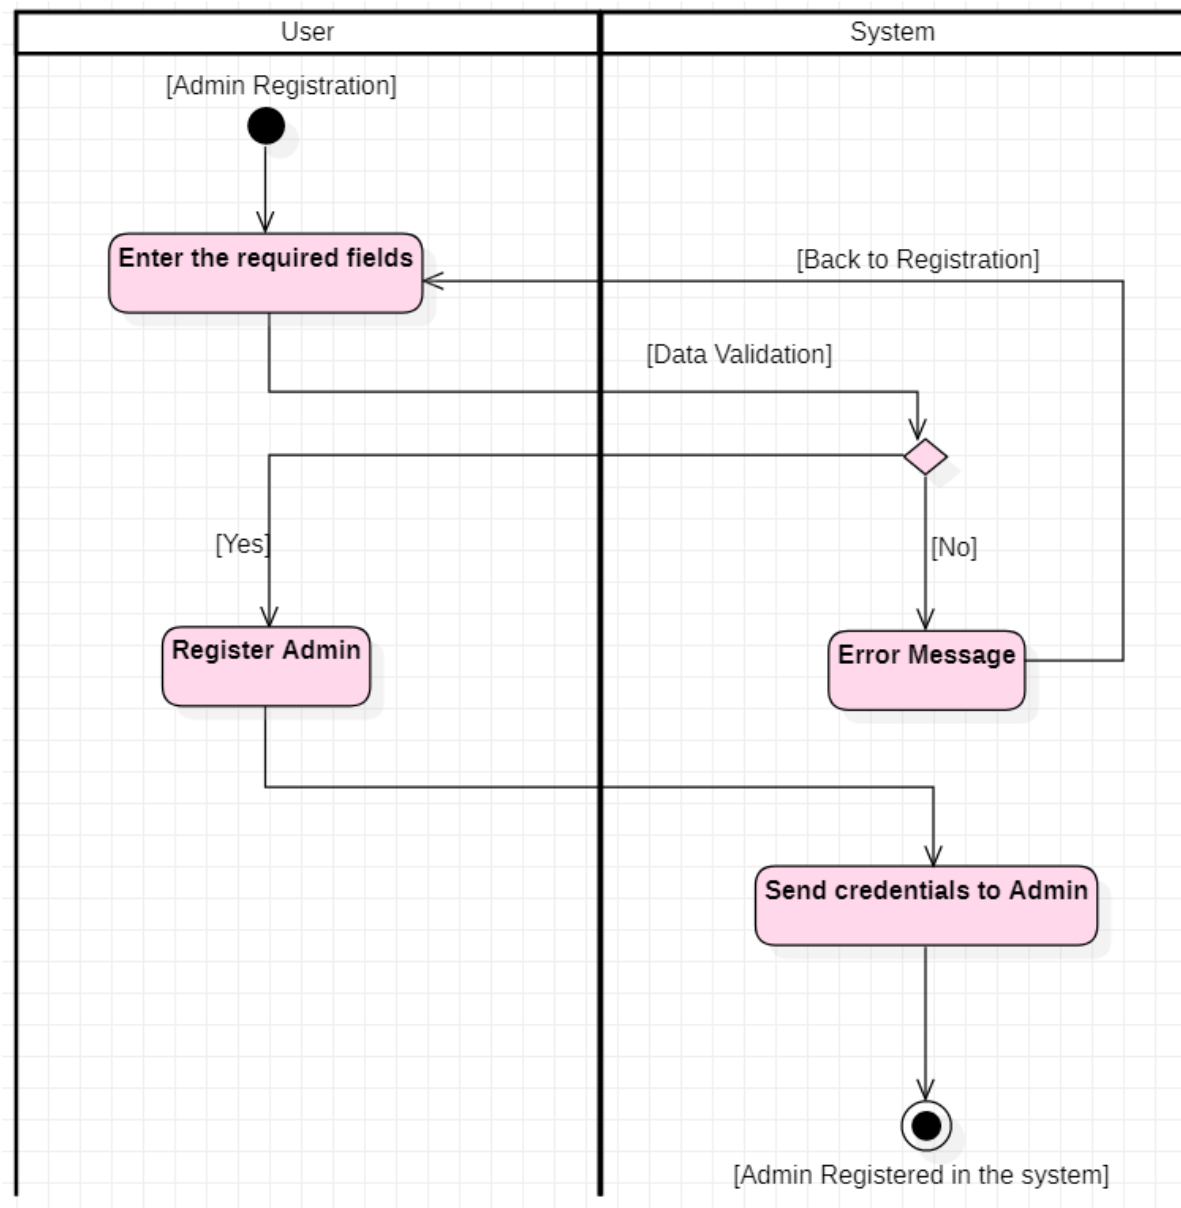 User
System
[Admin Registration]
Enter the required fields
[Back to Registration]
[Data Validation]
[Yes]
[No]
Register Admin
Error Message
Send credentials to Admin
[Admin Registered in the system]